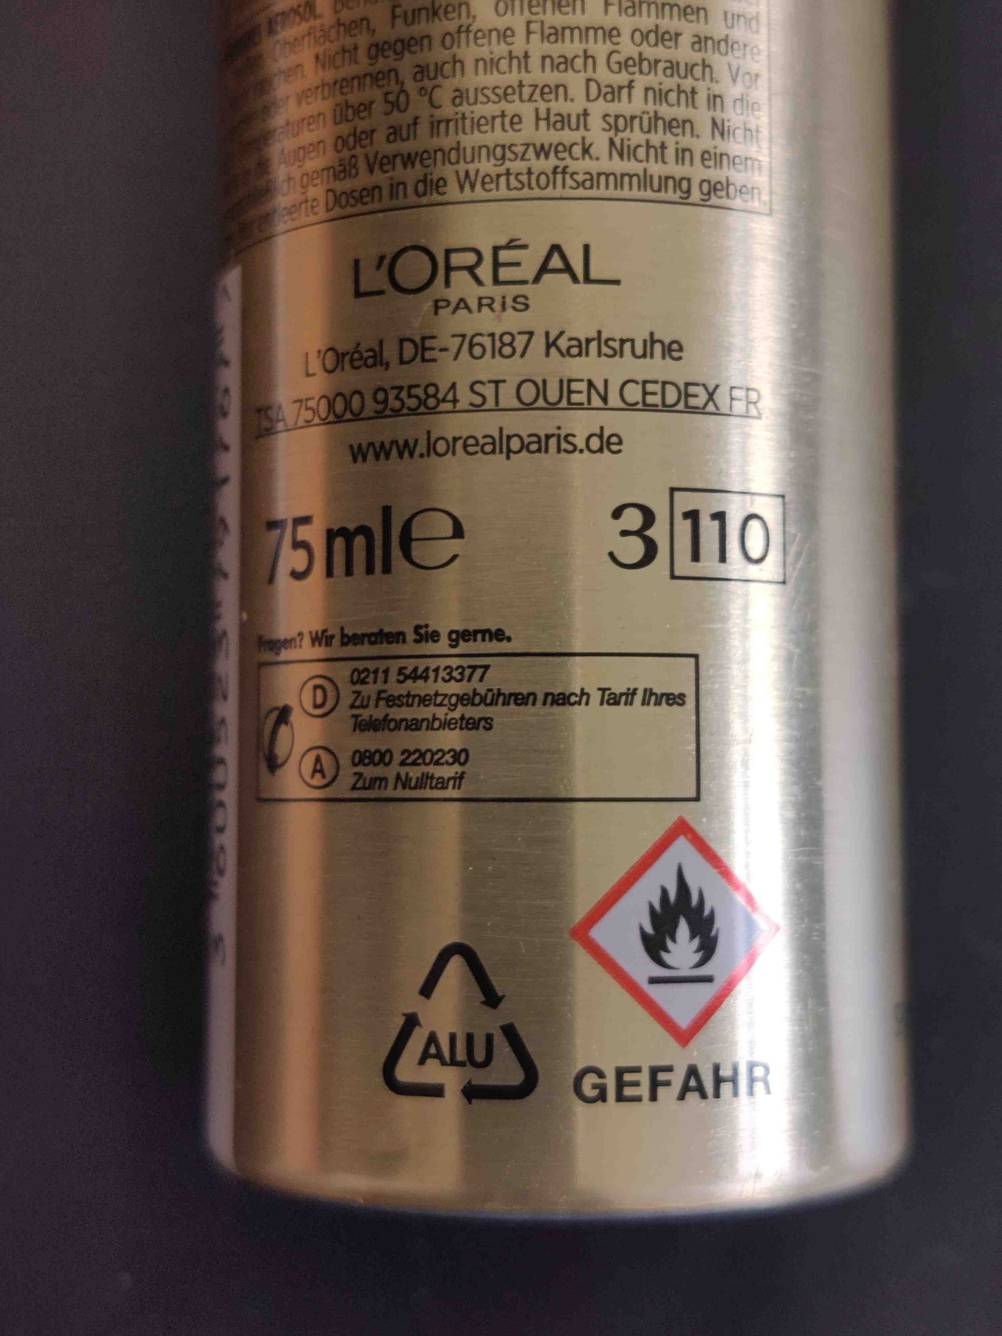 AEROSOL.
Oberflächen, Funken, offenen Flammen und
Nicht gegen offene Flamme oder andere
verbrennen, auch nicht nach Gebrauch. Vor
über 50 °C aussetzen. Darf nicht in die
Augen oder auf irritierte Haut sprühen. Nicht
gemäß Verwendungszweck. Nicht in einem
entleerte Dosen in die Wertstoffsammlung geben.
L'ORÉAL
PARiS
L'Oréal, DE-76187 Karlsruhe
TSA 75000 93584 ST OUEN CEDEX FR
www.lorealparis.de
75 ml e 3 110
Fragen? Wir beraten Sie gerne.
D 0211 54413377
Zu Festnetzgebühren nach Tarif Ihres
Telefonanbieters
A 0800 220230
Zum Nulltarif
ALU
GEFAHR